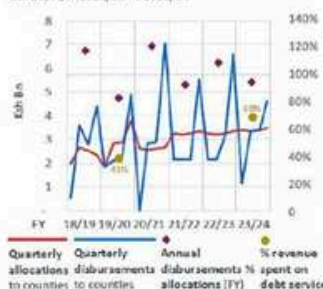 8 140%
7 120%
6 100%
5
4 80%
3 60%
2 40%
1 20%
- 0
Ksh Bn
41%
FY 18/19 19/20 20/21 21/22 22/23 23/24
Quarterly Quarterly Annual % revenue
allocations disbursements disbursements % spent on
to counties to counties allocations (FY) debt service